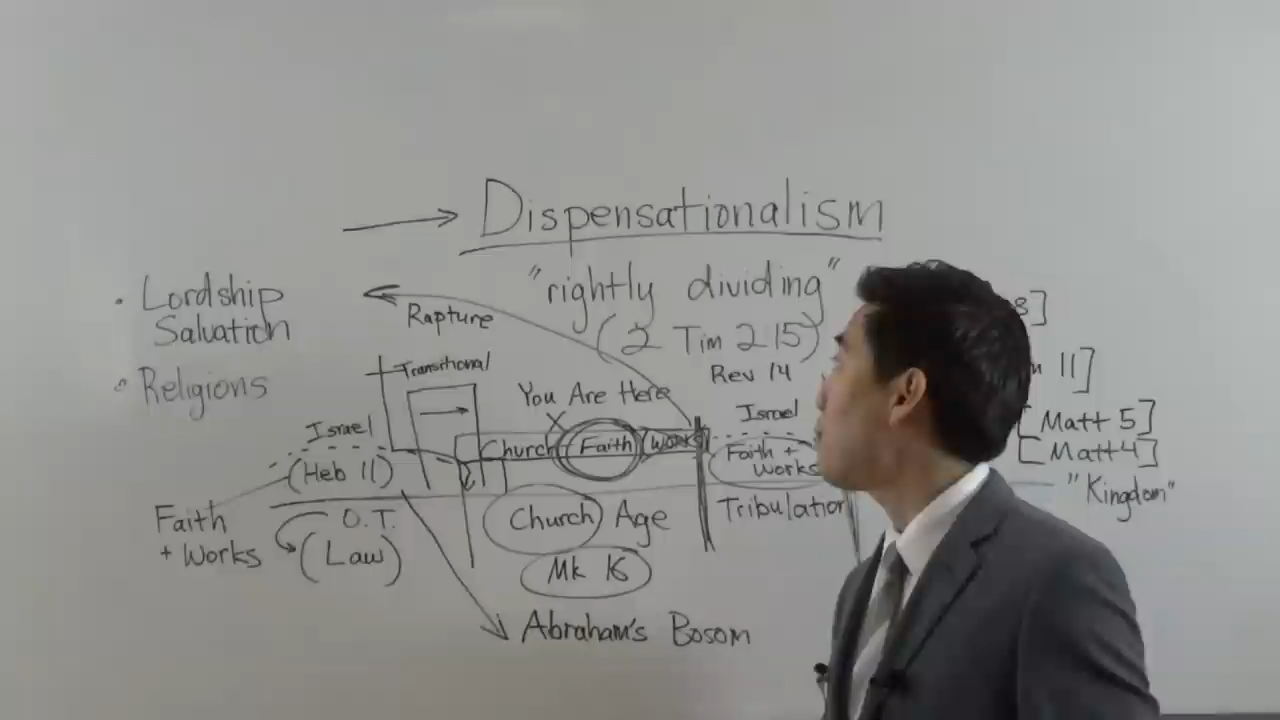 Dispensationalism
"rightly dividing"
(2 Tim 2 15)
• Lordship
Salvation
• Religions
Rapture
Transitional
Rev 14
You Are Here
Israel
Israel
Church
Faith
Works
Faith +
Works
(Heb 11)
Faith
+ Works
O.T.
(Law)
Church Age
Mk 16
Tribulation
Abraham's Bosom
8]
11]
[Matt 5]
[Matt 4]
"Kingdom"